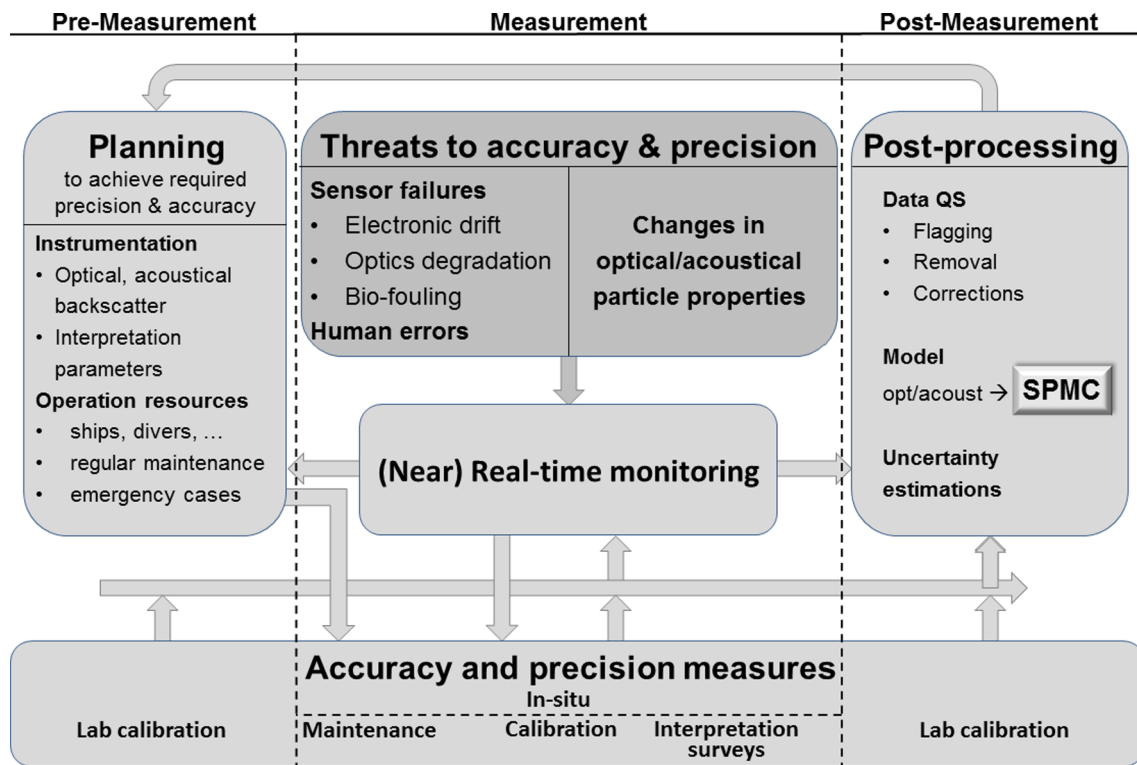 Pre-Measurement
Measurement
Post-Measurement
Planning
to achieve required
precision & accuracy
Instrumentation
• Optical, acoustical
backscatter
• Interpretation
parameters
Operation resources
• ships, divers, …
• regular maintenance
• emergency cases
Threats to accuracy & precision
Sensor failures
• Electronic drift
• Optics degradation
• Bio-fouling
Human errors
Changes in
optical/acoustical
particle properties
(Near) Real-time monitoring
Post-processing
Data QS
• Flagging
• Removal
• Corrections
Model
opt/acoust → SPMC
Uncertainty
estimations
Accuracy and precision measures
In-situ
Lab calibration
Maintenance
Calibration
Interpretation
surveys
Lab calibration